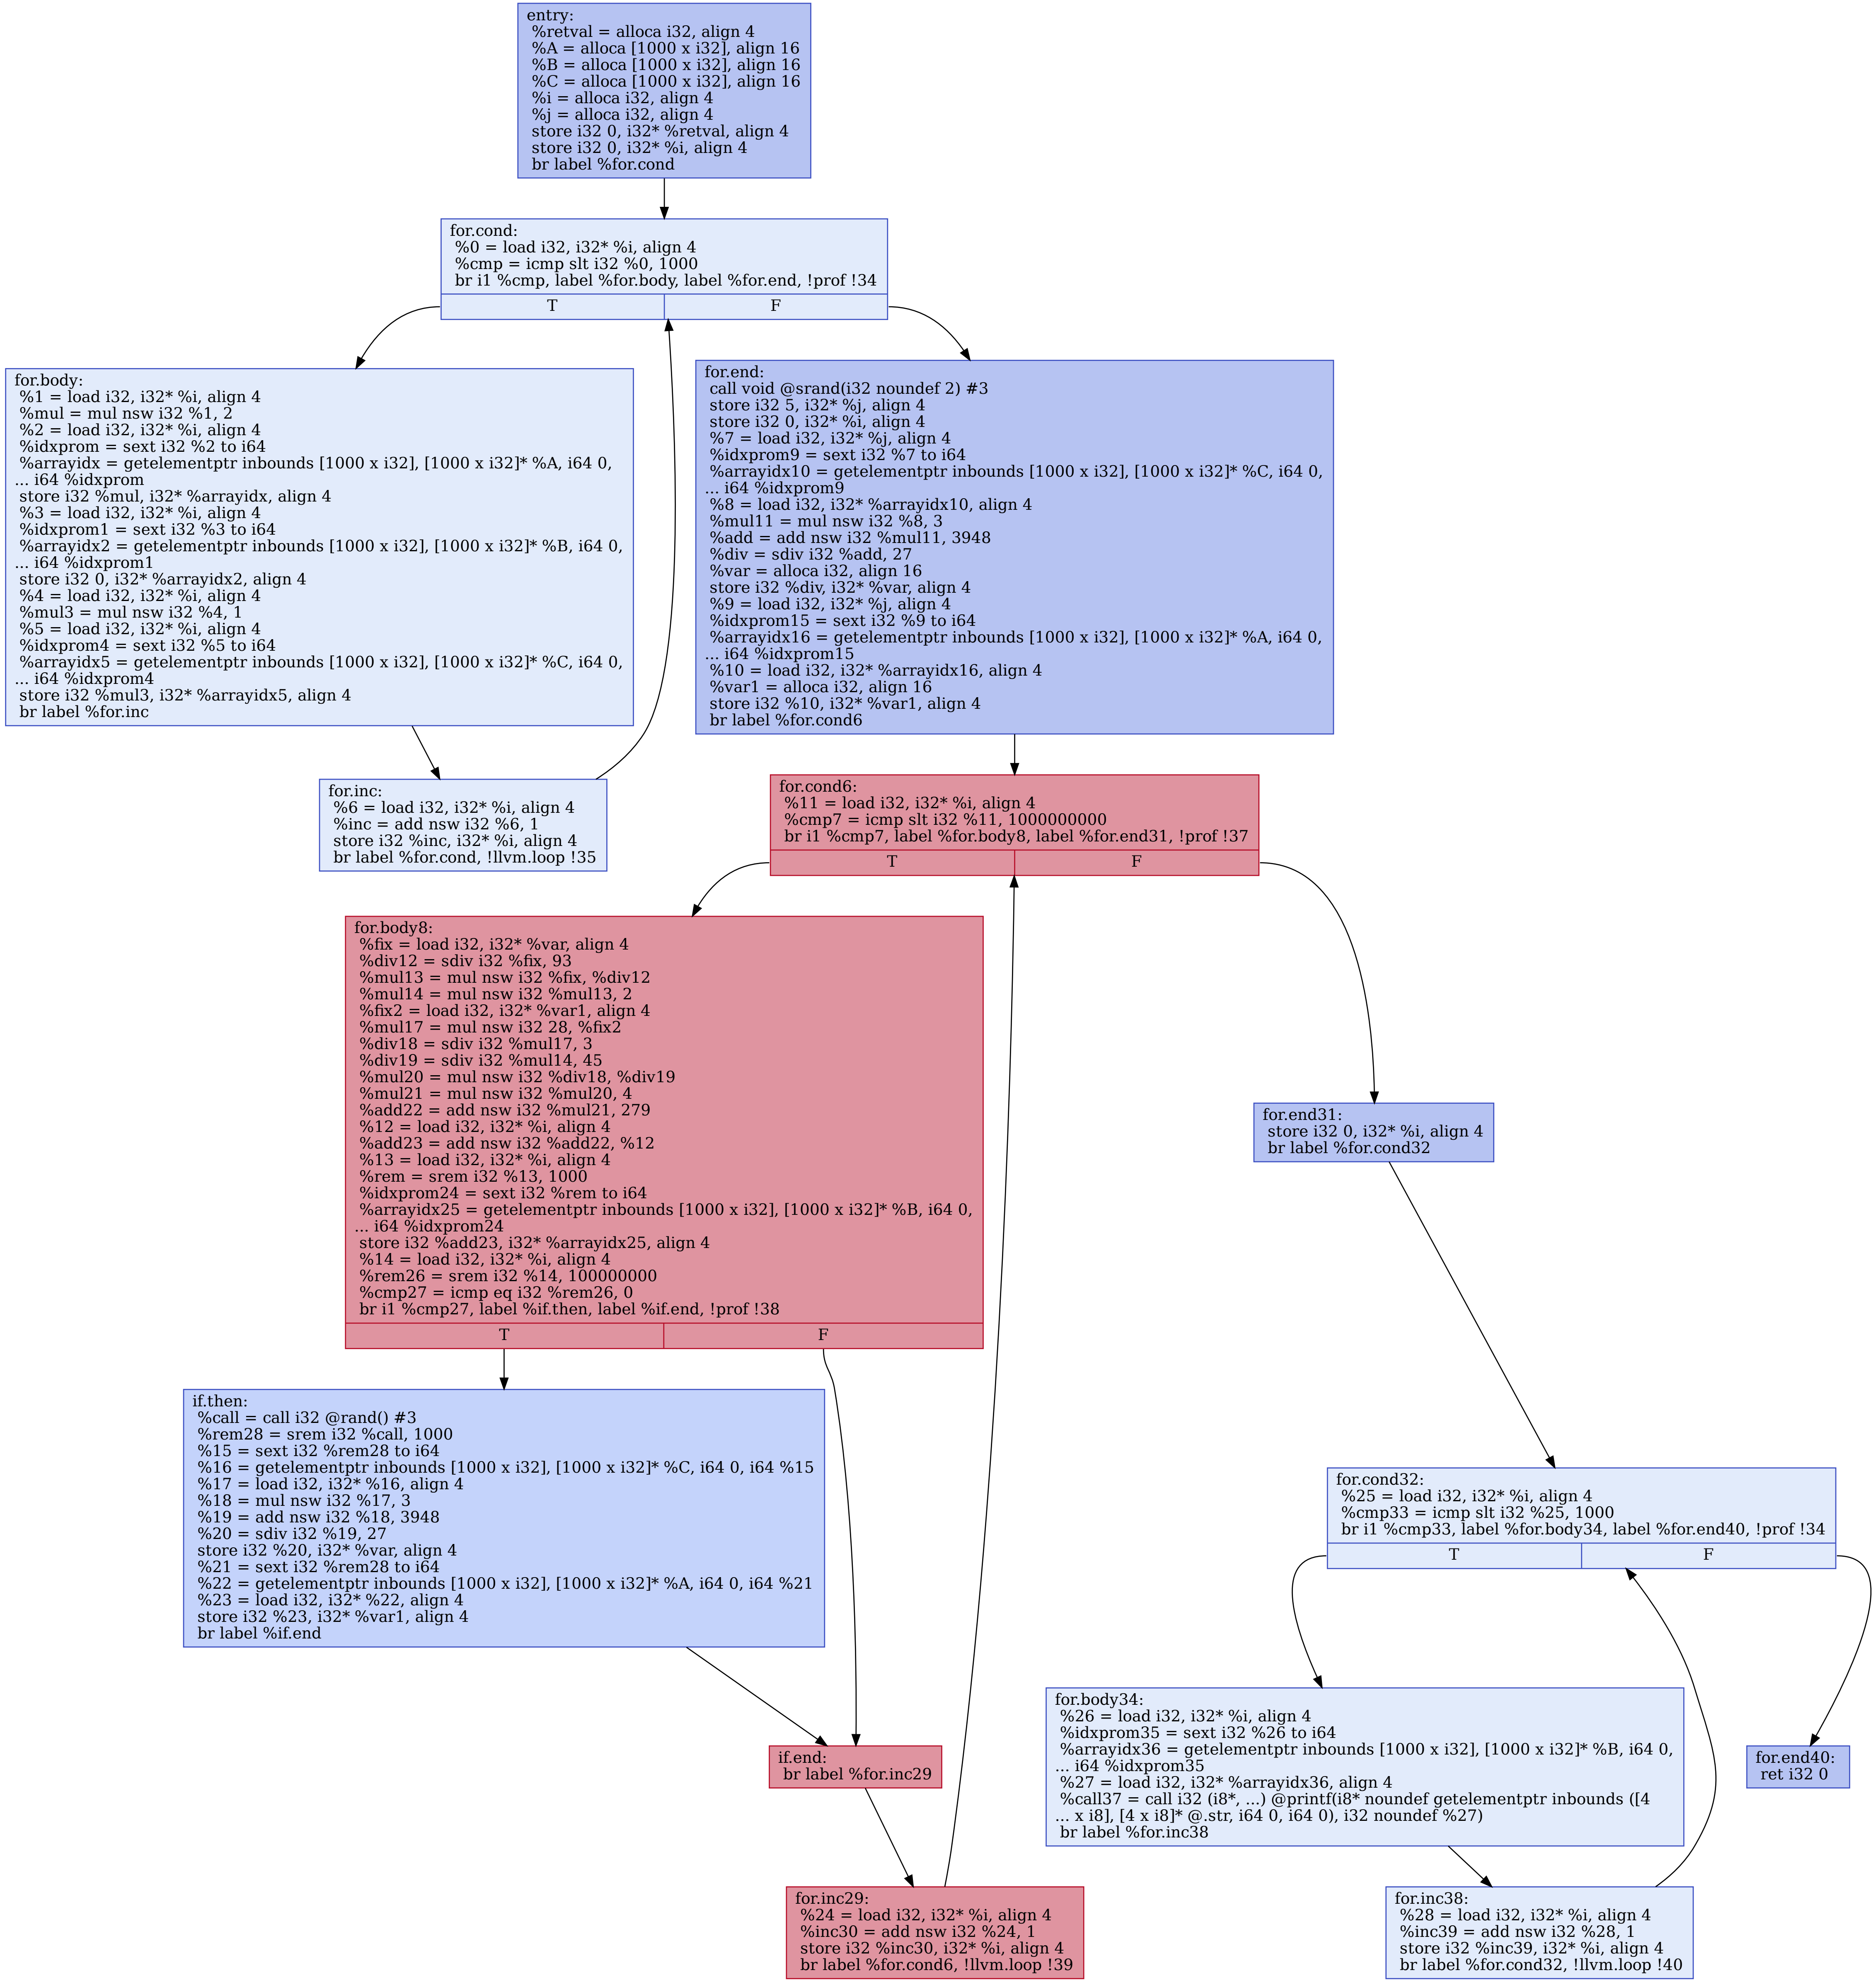 entry:
%retval = alloca i32, align 4
%A = alloca [1000 x i32], align 16
%B = alloca [1000 x i32], align 16
%C = alloca [1000 x i32], align 16
%i = alloca i32, align 4
%j = alloca i32, align 4
store i32 0, i32* %retval, align 4
store i32 0, i32* %i, align 4
br label %for.cond
for.cond:
%0 = load i32, i32* %i, align 4
%cmp = icmp slt i32 %0, 1000
br i1 %cmp, label %for.body, label %for.end, !prof !34
T F
for.body:
%1 = load i32, i32* %i, align 4
%mul = mul nsw i32 %1, 2
%2 = load i32, i32* %i, align 4
%idxprom = sext i32 %2 to i64
%arrayidx = getelementptr inbounds [1000 x i32], [1000 x i32]* %A, i64 0,
... i64 %idxprom
store i32 %mul, i32* %arrayidx, align 4
%3 = load i32, i32* %i, align 4
%idxprom1 = sext i32 %3 to i64
%arrayidx2 = getelementptr inbounds [1000 x i32], [1000 x i32]* %B, i64 0,
... i64 %idxprom1
store i32 0, i32* %arrayidx2, align 4
%4 = load i32, i32* %i, align 4
%mul3 = mul nsw i32 %4, 1
%5 = load i32, i32* %i, align 4
%idxprom4 = sext i32 %5 to i64
%arrayidx5 = getelementptr inbounds [1000 x i32], [1000 x i32]* %C, i64 0,
... i64 %idxprom4
store i32 %mul3, i32* %arrayidx5, align 4
br label %for.inc
for.end:
call void @srand(i32 noundef 2) #3
store i32 5, i32* %j, align 4
store i32 0, i32* %i, align 4
%7 = load i32, i32* %j, align 4
%idxprom9 = sext i32 %7 to i64
%arrayidx10 = getelementptr inbounds [1000 x i32], [1000 x i32]* %C, i64 0,
... i64 %idxprom9
%8 = load i32, i32* %arrayidx10, align 4
%mul11 = mul nsw i32 %8, 3
%add = add nsw i32 %mul11, 3948
%div = sdiv i32 %add, 27
%var = alloca i32, align 16
store i32 %div, i32* %var, align 4
%9 = load i32, i32* %j, align 4
%idxprom15 = sext i32 %9 to i64
%arrayidx16 = getelementptr inbounds [1000 x i32], [1000 x i32]* %A, i64 0,
... i64 %idxprom15
%10 = load i32, i32* %arrayidx16, align 4
%var1 = alloca i32, align 16
store i32 %10, i32* %var1, align 4
br label %for.cond6
for.inc:
%6 = load i32, i32* %i, align 4
%inc = add nsw i32 %6, 1
store i32 %inc, i32* %i, align 4
br label %for.cond, !llvm.loop !35
for.cond6:
%11 = load i32, i32* %i, align 4
%cmp7 = icmp slt i32 %11, 1000000000
br i1 %cmp7, label %for.body8, label %for.end31, !prof !37
T F
for.body8:
%fix = load i32, i32* %var, align 4
%div12 = sdiv i32 %fix, 93
%mul13 = mul nsw i32 %fix, %div12
%mul14 = mul nsw i32 %mul13, 2
%fix2 = load i32, i32* %var1, align 4
%mul17 = mul nsw i32 28, %fix2
%div18 = sdiv i32 %mul17, 3
%div19 = sdiv i32 %mul14, 45
%mul20 = mul nsw i32 %div18, %div19
%mul21 = mul nsw i32 %mul20, 4
%add22 = add nsw i32 %mul21, 279
%12 = load i32, i32* %i, align 4
%add23 = add nsw i32 %add22, %12
%13 = load i32, i32* %i, align 4
%rem = srem i32 %13, 1000
%idxprom24 = sext i32 %rem to i64
%arrayidx25 = getelementptr inbounds [1000 x i32], [1000 x i32]* %B, i64 0,
... i64 %idxprom24
store i32 %add23, i32* %arrayidx25, align 4
%14 = load i32, i32* %i, align 4
%rem26 = srem i32 %14, 100000000
%cmp27 = icmp eq i32 %rem26, 0
br i1 %cmp27, label %if.then, label %if.end, !prof !38
T F
for.end31:
store i32 0, i32* %i, align 4
br label %for.cond32
if.then:
%call = call i32 @rand() #3
%rem28 = srem i32 %call, 1000
%15 = sext i32 %rem28 to i64
%16 = getelementptr inbounds [1000 x i32], [1000 x i32]* %C, i64 0, i64 %15
%17 = load i32, i32* %16, align 4
%18 = mul nsw i32 %17, 3
%19 = add nsw i32 %18, 3948
%20 = sdiv i32 %19, 27
store i32 %20, i32* %var, align 4
%21 = sext i32 %rem28 to i64
%22 = getelementptr inbounds [1000 x i32], [1000 x i32]* %A, i64 0, i64 %21
%23 = load i32, i32* %22, align 4
store i32 %23, i32* %var1, align 4
br label %if.end
for.cond32:
%25 = load i32, i32* %i, align 4
%cmp33 = icmp slt i32 %25, 1000
br i1 %cmp33, label %for.body34, label %for.end40, !prof !34
T F
for.body34:
%26 = load i32, i32* %i, align 4
%idxprom35 = sext i32 %26 to i64
%arrayidx36 = getelementptr inbounds [1000 x i32], [1000 x i32]* %B, i64 0,
... i64 %idxprom35
%27 = load i32, i32* %arrayidx36, align 4
%call37 = call i32 (i8*, ...) @printf(i8* noundef getelementptr inbounds ([4
... x i8], [4 x i8]* @.str, i64 0, i64 0), i32 noundef %27)
br label %for.inc38
if.end:
br label %for.inc29
for.end40:
ret i32 0
for.inc29:
%24 = load i32, i32* %i, align 4
%inc30 = add nsw i32 %24, 1
store i32 %inc30, i32* %i, align 4
br label %for.cond6, !llvm.loop !39
for.inc38:
%28 = load i32, i32* %i, align 4
%inc39 = add nsw i32 %28, 1
store i32 %inc39, i32* %i, align 4
br label %for.cond32, !llvm.loop !40